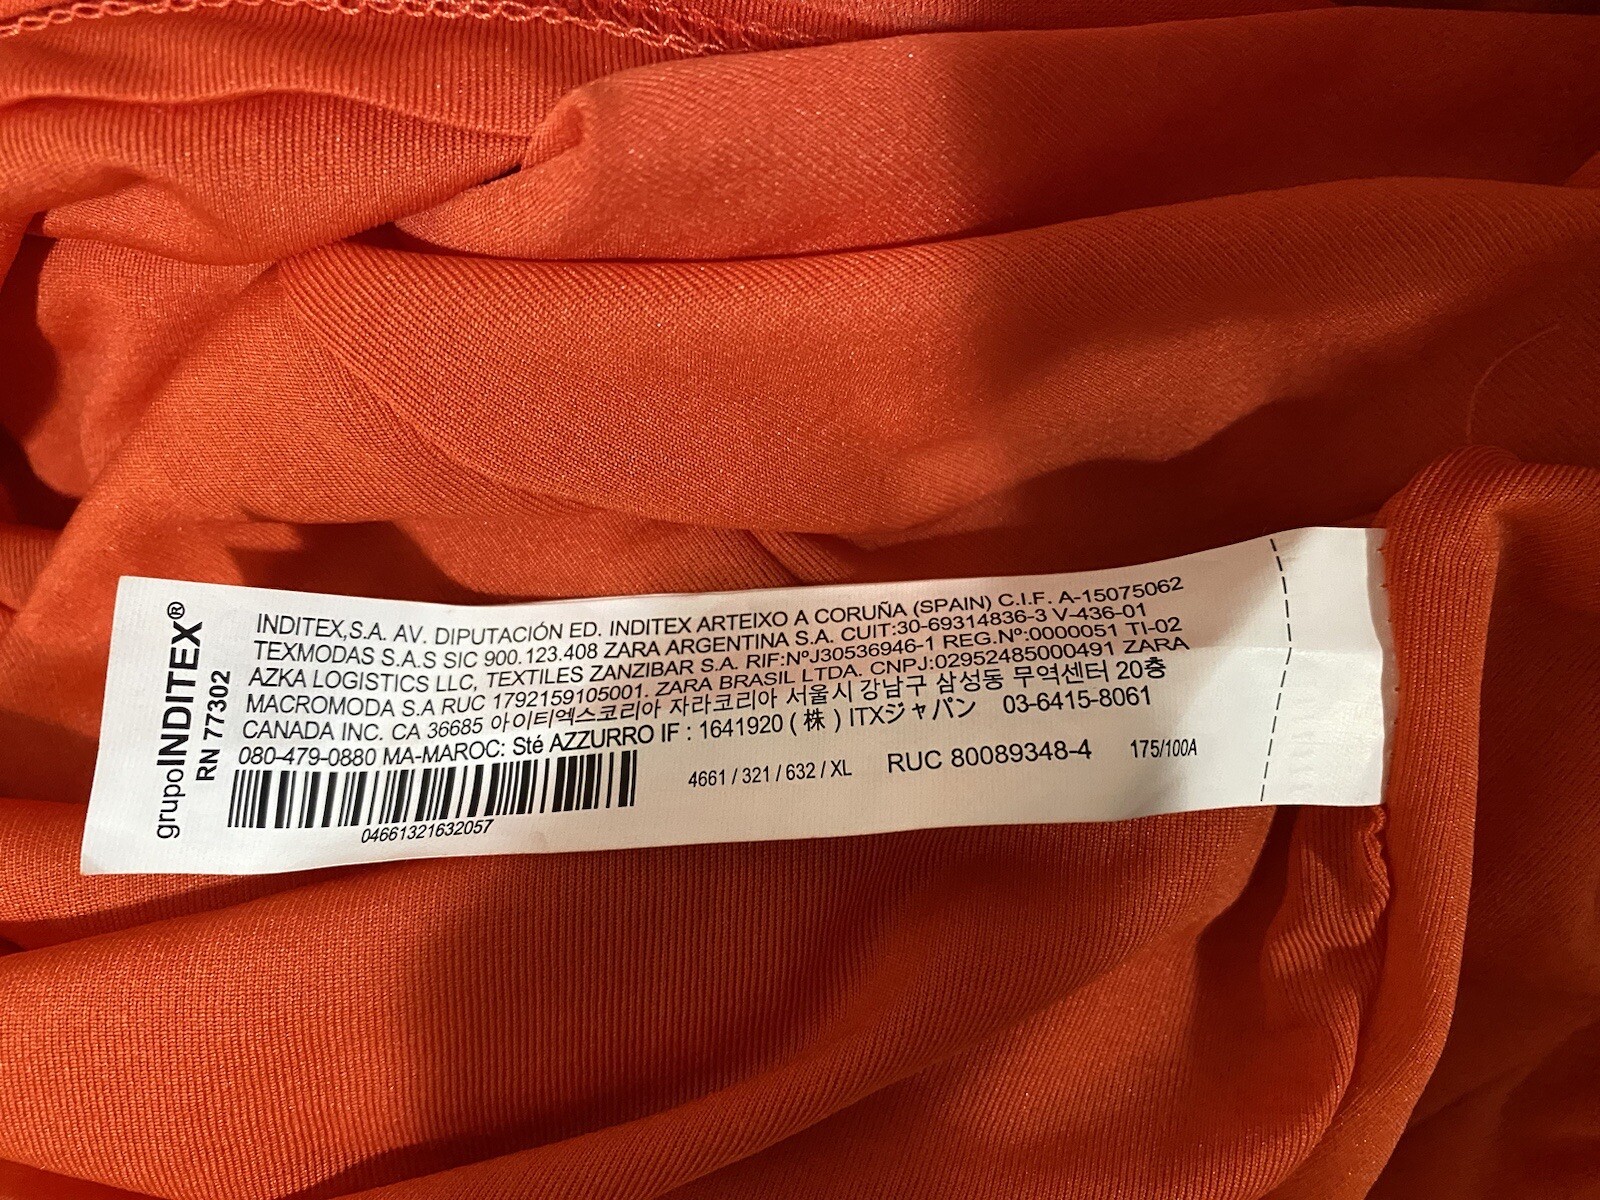 grupoINDITEX®
RN 77302
INDITEX,S.A. AV. DIPUTACIÓN ED. INDITEX ARTEIXO A CORUÑA (SPAIN) C.I.F. A-15075062
TEXMODAS S.A.S SIC 900.123.408 ZARA ARGENTINA S.A. CUIT:30-69314836-3 V-436-01
AZKA LOGISTICS LLC, TEXTILES ZANZIBAR S.A. RIF:NºJ30536946-1 REG.Nº:0000051 TI-02
MACROMODA S.A RUC 1792159105001. ZARA BRASIL LTDA. CNPJ:02952485000491 ZARA
CANADA INC. CA 36685 아이티엑스코리아 자라코리아 서울시 강남구 삼성동 무역센터 20층
080-479-0880 MA-MAROC: Sté AZZURRO IF : 1641920 ( 株 ) ITXジャパン 03-6415-8061
4661 / 321 / 632 / XL RUC 80089348-4 175/100A
04661321632057